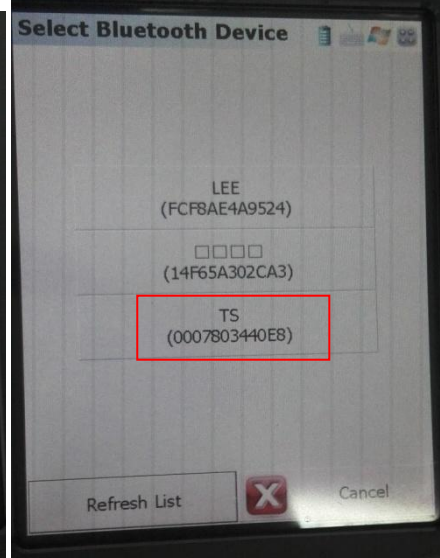 Select Bluetooth Device
LEE
(FCF8AE4A9524)
□□□□
(14F65A302CA3)
TS
(0007803440E8)
Refresh List
Cancel